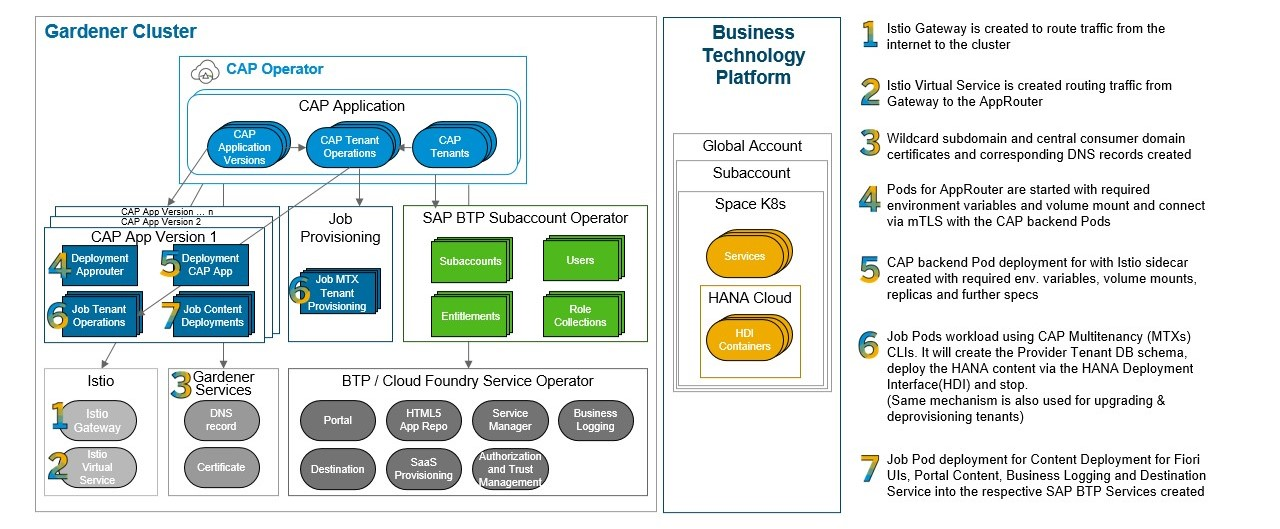 Gardener Cluster
CAP Operator
CAP Application
CAP
Application
Versions
CAP Tenant
Operations
CAP
Tenants
CAP App Version ... n
CAP App Version 2
CAP App Version 1
4
Deployment
Approuter
5
Deployment
CAP App
6
Job Tenant
Operations
7
Job Content
Deployments
Job
Provisioning
6
Job MTX
Tenant
Provisioning
SAP BTP Subaccount Operator
Subaccounts
Users
Entitlements
Role
Collections
Istio
1
Istio
Gateway
2
Istio
Virtual
Service
3
Gardener
Services
DNS
record
Certificate
BTP / Cloud Foundry Service Operator
Portal
HTML5
App Repo
Service
Manager
Business
Logging
Destination
SaaS
Provisioning
Authorization
and Trust
Management
Business
Technology
Platform
Global Account
Subaccount
Space K8s
Services
HANA Cloud
HDI
Containers
1
Istio Gateway is created to route traffic from the
internet to the cluster
2
Istio Virtual Service is created routing traffic from
Gateway to the AppRouter
3
Wildcard subdomain and central consumer domain
certificates and corresponding DNS records created
4
Pods for AppRouter are started with required
environment variables and volume mount and connect
via mTLS with the CAP backend Pods
5
CAP backend Pod deployment for with Istio sidecar
created with required env. variables, volume mounts,
replicas and further specs
6
Job Pods workload using CAP Multitenancy (MTXs)
CLIs. It will create the Provider Tenant DB schema,
deploy the HANA content via the HANA Deployment
Interface(HDI) and stop.
(Same mechanism is also used for upgrading &
deprovisioning tenants)
7
Job Pod deployment for Content Deployment for Fiori
UIs, Portal Content, Business Logging and Destination
Service into the respective SAP BTP Services created